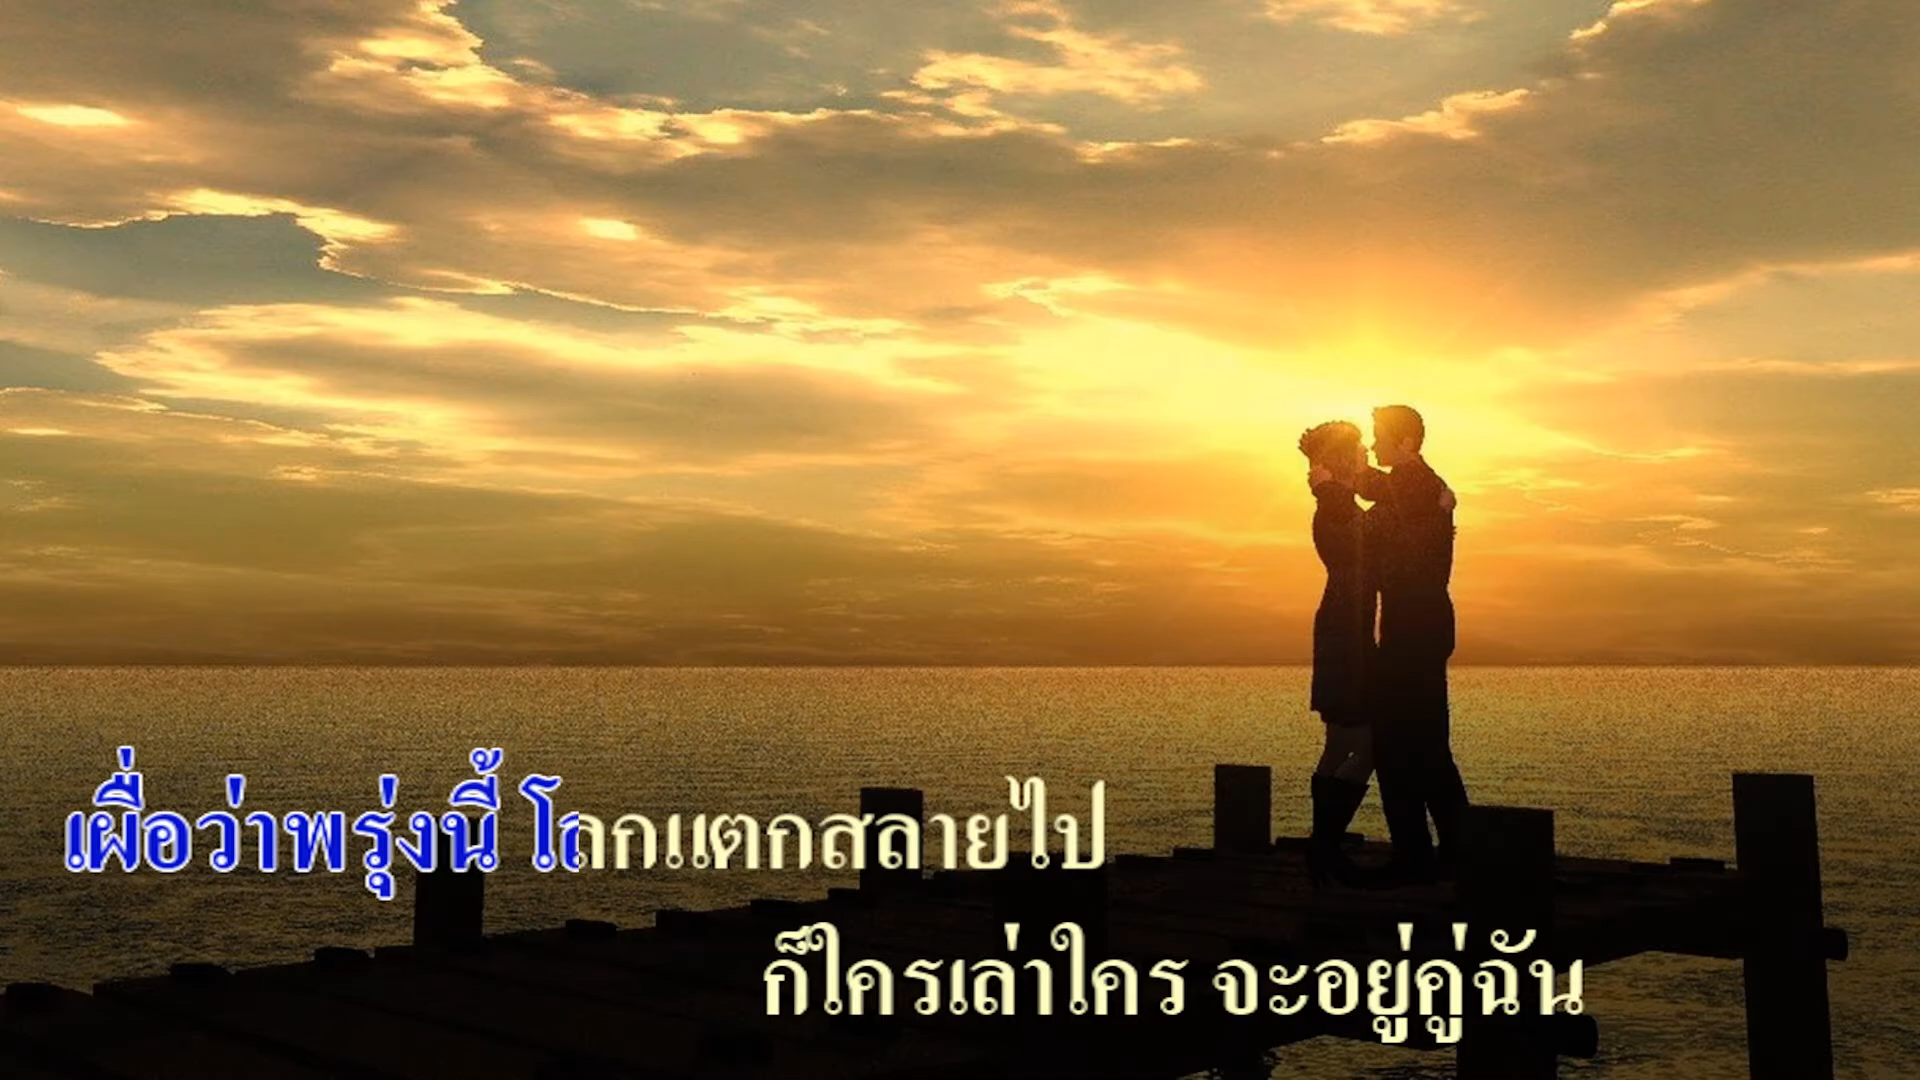 เผื่อว่าพรุ่งนี้ โลกแตกสลายไป
ก็ใครเล่าใคร จะอยู่คู่ฉัน